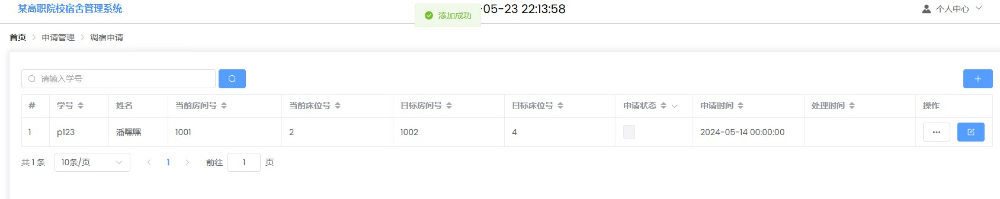 某高职院校宿舍管理系统
添加成功
-05-23 22:13:58
个人中心
首页 > 申请管理 > 调宿申请
请输入学号
# 学号 姓名 当前房间号 当前床位号 目标房间号 目标床位号 申请状态 申请时间 处理时间 操作
1 p123 潘嘿嘿 1001 2 1002 4 2024-05-14 00:00:00 ···
共 1 条 10条/页 < 1 > 前往 1 页